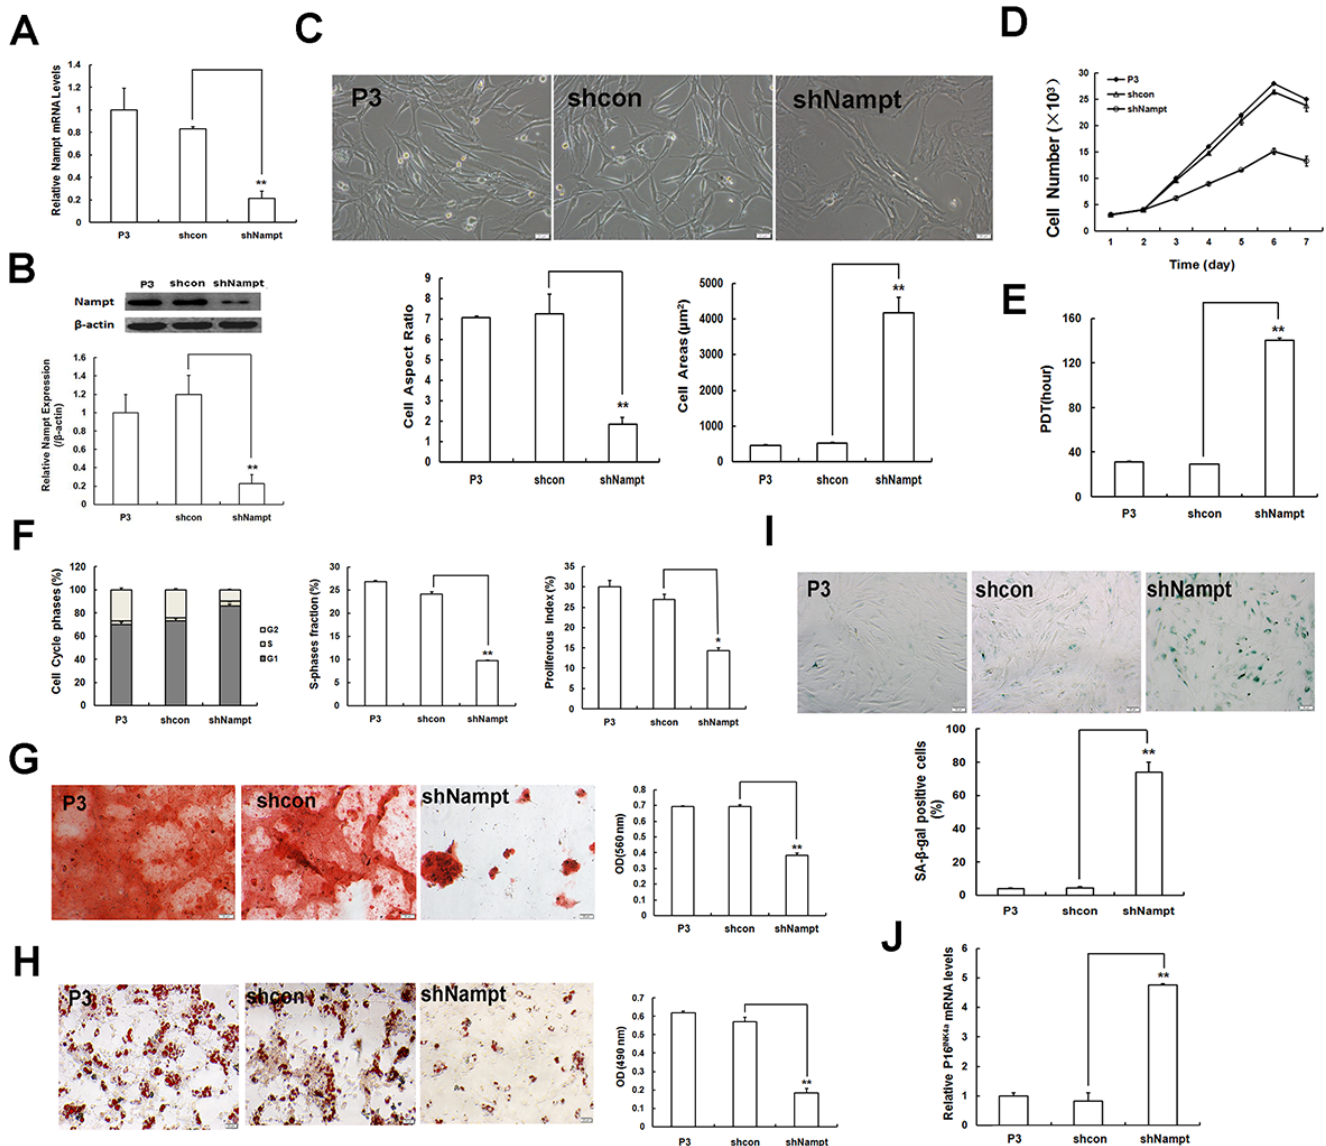 A
1.4
1.2
1
0.8
0.6
0.4
0.2
0
Relative Nampt mRNA Levels
**
P3 shcon shNampt
B
P3 shcon shNampt
Nampt
β-actin
1.6
1.4
1.2
1
0.8
0.6
0.4
0.2
0
Relative Nampt Expression
(/β-actin)
**
P3 shcon shNampt
C
P3 shcon shNampt
9
8
7
6
5
4
3
2
1
0
Cell Aspect Ratio
**
P3 shcon shNampt
5000
4000
3000
2000
1000
0
Cell Areas (μm²)
**
P3 shcon shNampt
D
30
25
20
15
10
5
0
Cell Number (×10³)
P3
shcon
shNampt
1 2 3 4 5 6 7
Time (day)
E
160
120
80
40
0
PDT(hour)
**
P3 shcon shNampt
F
120
100
80
60
40
20
0
Cell Cycle phases (%)
G2
S
G1
P3 shcon shNampt
30
25
20
15
10
5
0
S-phases fraction (%)
**
P3 shcon shNampt
35
30
25
20
15
10
5
0
Proliferous Index (%)
*
P3 shcon shNampt
G
P3 shcon shNampt
0.8
0.7
0.6
0.5
0.4
0.3
0.2
0.1
0
OD(560 nm)
**
P3 shcon shNampt
H
P3 shcon shNampt
0.7
0.6
0.5
0.4
0.3
0.2
0.1
0
OD(490 nm)
**
P3 shcon shNampt
I
P3 shcon shNampt
100
80
60
40
20
0
SA-β-gal positive cells
(%)
**
P3 shcon shNampt
J
6
5
4
3
2
1
0
Relative P16INK4a mRNA levels
**
P3 shcon shNampt